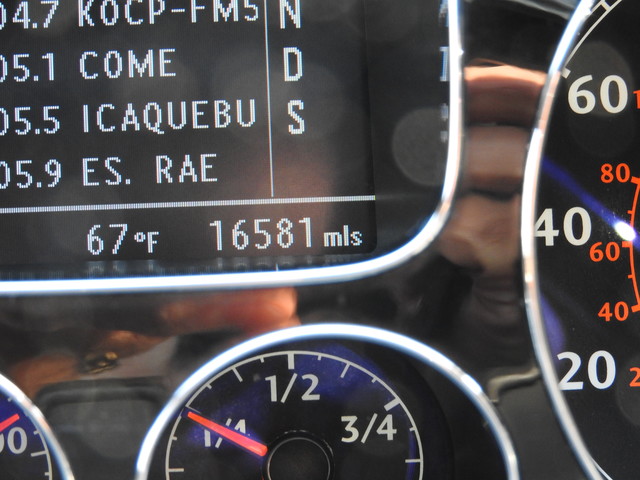 04.7 KOCP-FM5 N
05.1 COME D
05.5 ICAQUEBU S
05.9 ES. RAE
67°F 16581 mls
60
80
40
60
40
20
1/2
1/4 3/4